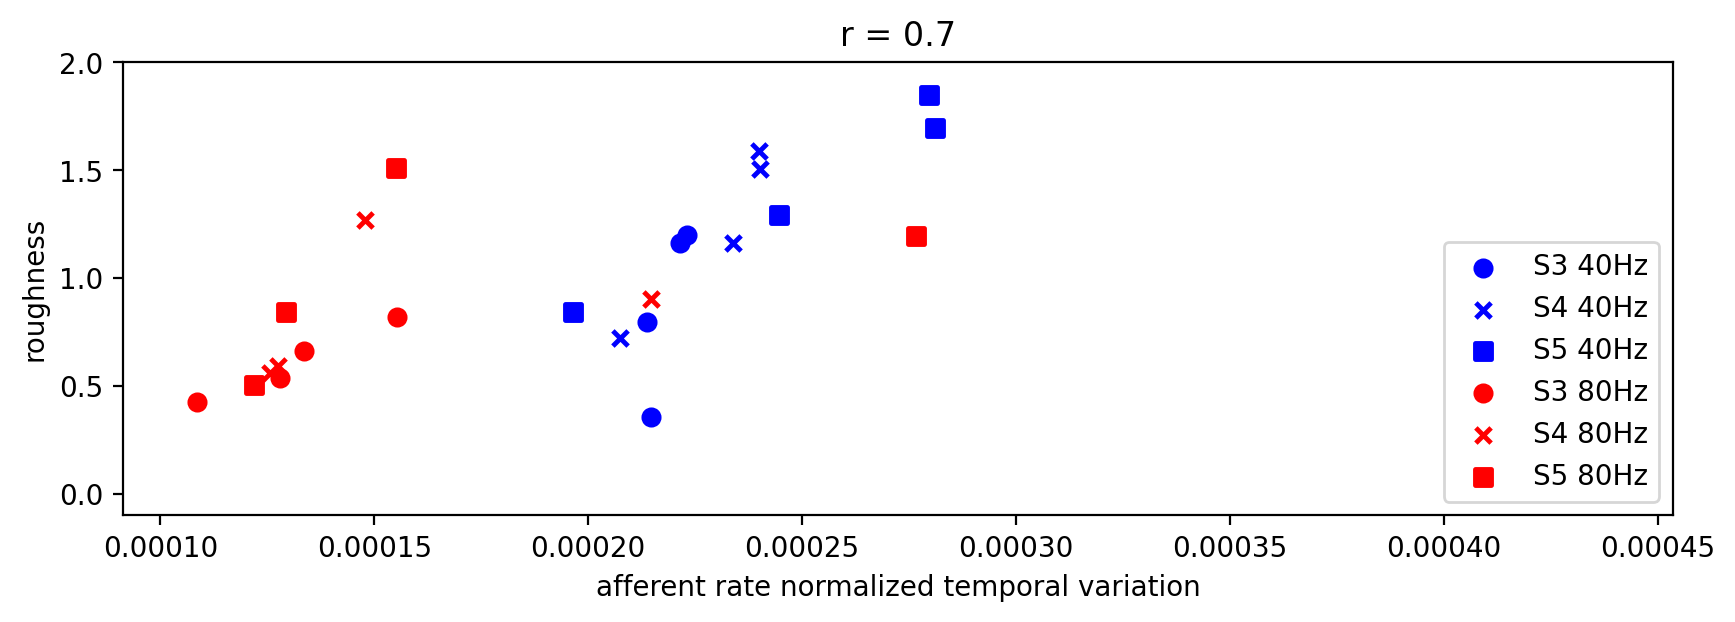 r = 0.7
2.0
1.5
1.0
0.5
0.0
roughness
S3 40Hz
S4 40Hz
S5 40Hz
S3 80Hz
S4 80Hz
S5 80Hz
0.00010 0.00015 0.00020 0.00025 0.00030 0.00035 0.00040 0.00045
afferent rate normalized temporal variation